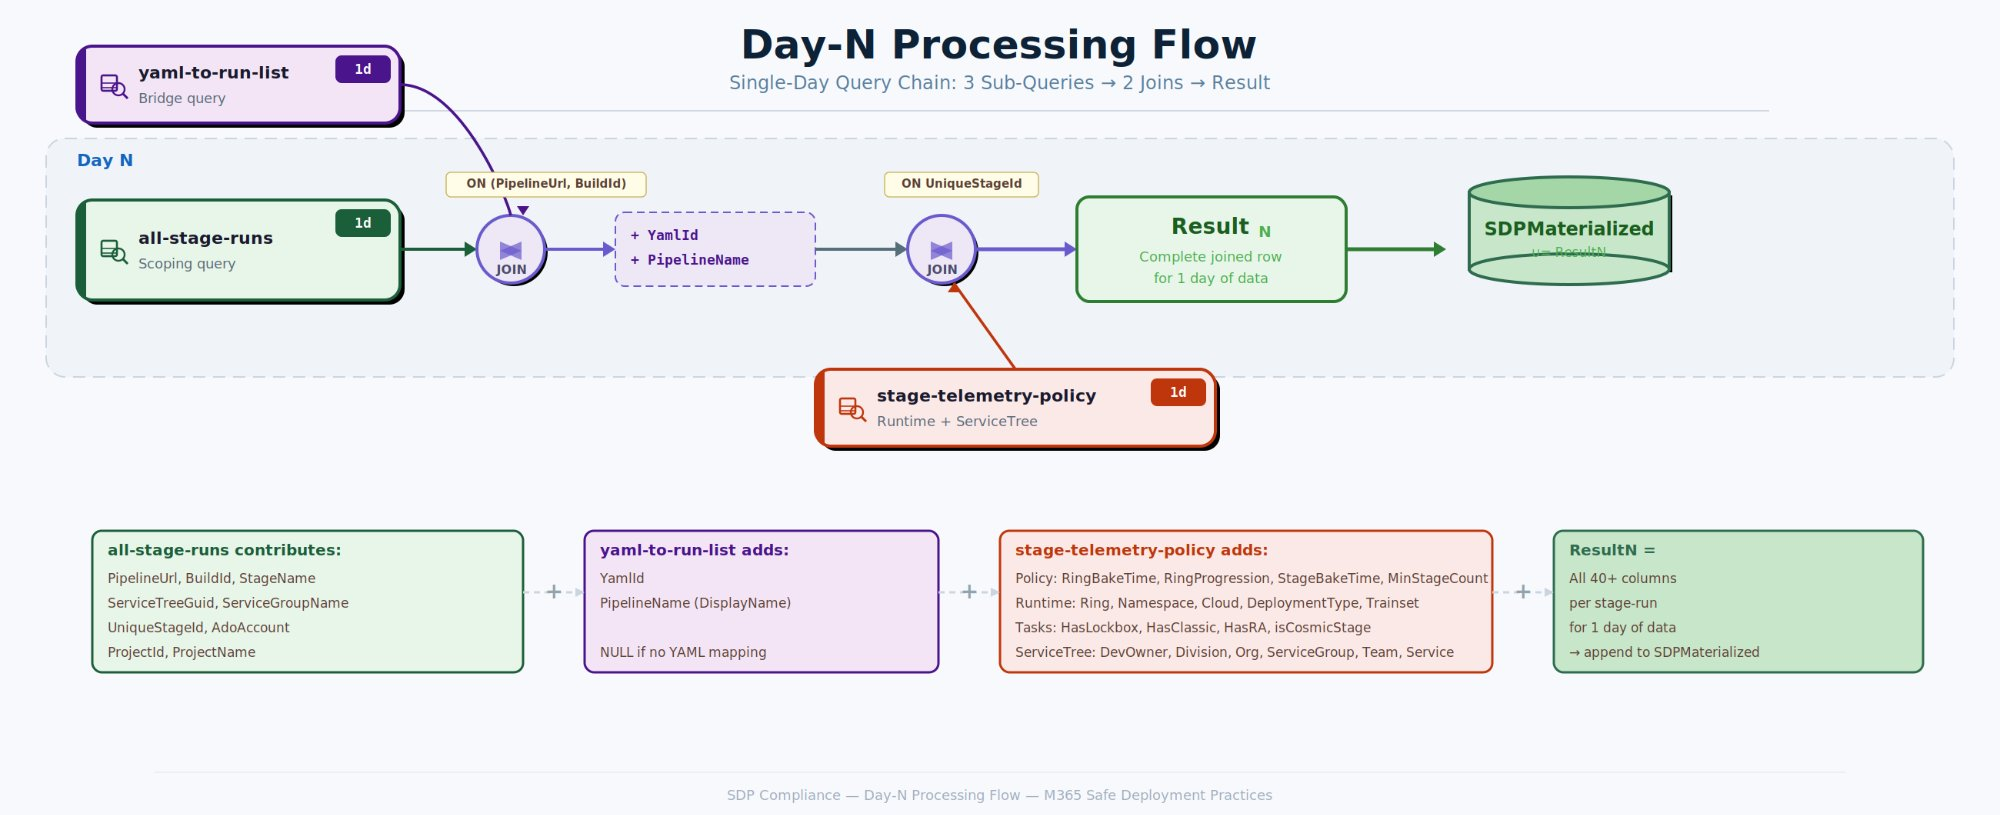 Day-N Processing Flow
Single-Day Query Chain: 3 Sub-Queries → 2 Joins → Result
yaml-to-run-list
1d
Bridge query
Day N
all-stage-runs
1d
Scoping query
ON (PipelineUrl, BuildId)
JOIN
+ YamlId
+ PipelineName
ON UniqueStageId
JOIN
Result N
Complete joined row
for 1 day of data
SDPMaterialized
∪= ResultN
stage-telemetry-policy
1d
Runtime + ServiceTree
all-stage-runs contributes:
PipelineUrl, BuildId, StageName
ServiceTreeGuid, ServiceGroupName
UniqueStageId, AdoAccount
ProjectId, ProjectName
+
yaml-to-run-list adds:
YamlId
PipelineName (DisplayName)
NULL if no YAML mapping
+
stage-telemetry-policy adds:
Policy: RingBakeTime, RingProgression, StageBakeTime, MinStageCount
Runtime: Ring, Namespace, Cloud, DeploymentType, Trainset
Tasks: HasLockbox, HasClassic, HasRA, isCosmicStage
ServiceTree: DevOwner, Division, Org, ServiceGroup, Team, Service
+
ResultN =
All 40+ columns
per stage-run
for 1 day of data
→ append to SDPMaterialized
SDP Compliance — Day-N Processing Flow — M365 Safe Deployment Practices